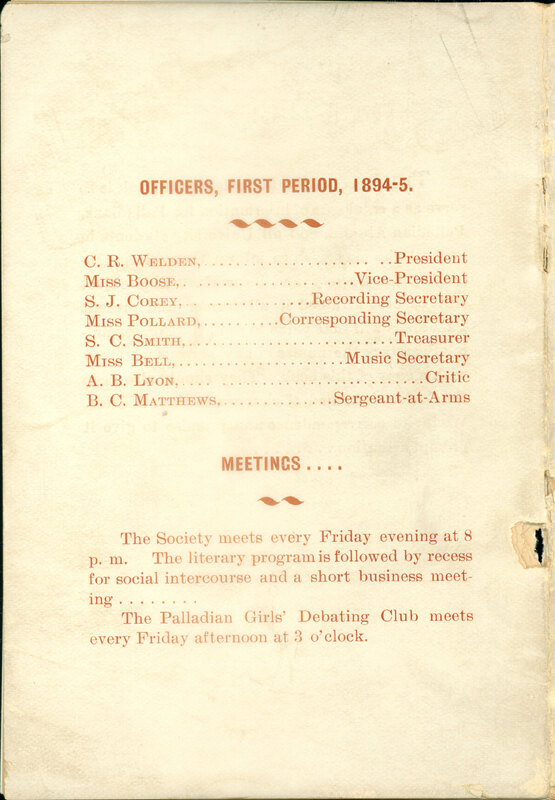 OFFICERS, FIRST PERIOD, 1894-5.
C. R. WELDEN, . . . . . . . . . . . . . . . . . . . . . . President
MISS BOOSE, . . . . . . . . . . . . . . . . . . . . Vice-President
S. J. COREY, . . . . . . . . . . . . . . . Recording Secretary
MISS POLLARD, . . . . . . . . . Corresponding Secretary
S. C. SMITH, . . . . . . . . . . . . . . . . . . . . . . . . Treasurer
MISS BELL, . . . . . . . . . . . . . . . . . . . . Music Secretary
A. B. LYON, . . . . . . . . . . . . . . . . . . . . . . . . . . . . Critic
B. C. MATTHEWS, . . . . . . . . . . . . . Sergeant-at-Arms
MEETINGS . . . .
The Society meets every Friday evening at 8
p. m. The literary program is followed by recess
for social intercourse and a short business meet-
ing . . . . . . . .
The Palladian Girls' Debating Club meets
every Friday afternoon at 3 o'clock.